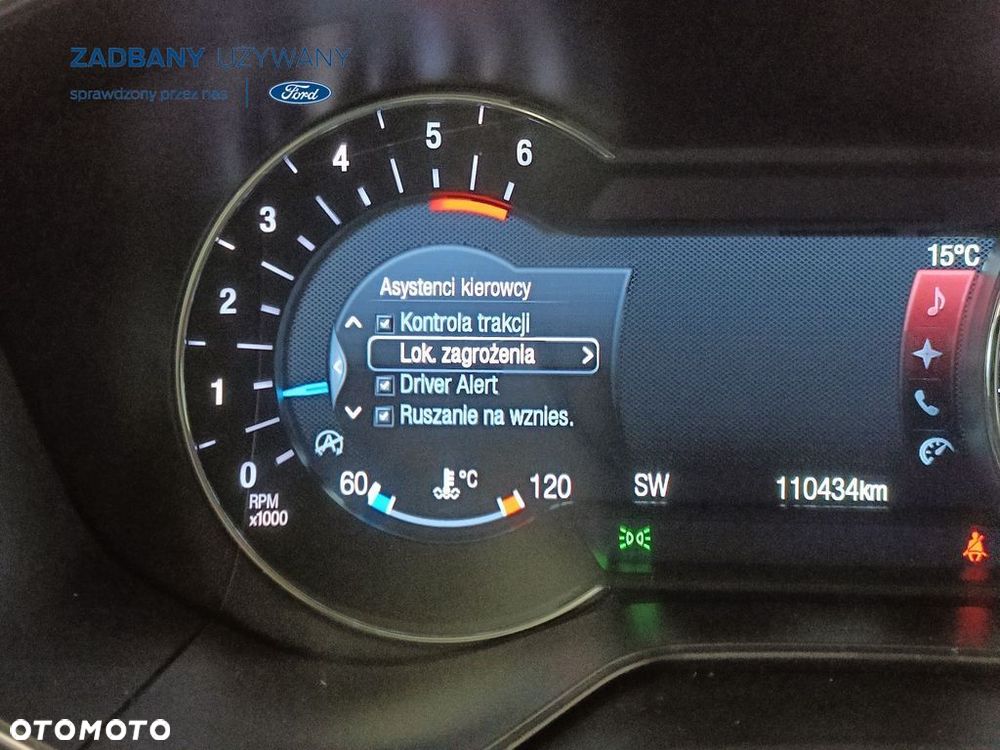 ZADBANY UŻYWANY
sprawdzony przez nas
Ford
5
4
6
3
2
1
0
RPM
x1000
15°C
Asystenci kierowcy
Kontrola trakcji
Lok. zagrożenia
Driver Alert
Ruszanie na wznies.
60
°C
120
SW
110434km
OTOMOTO